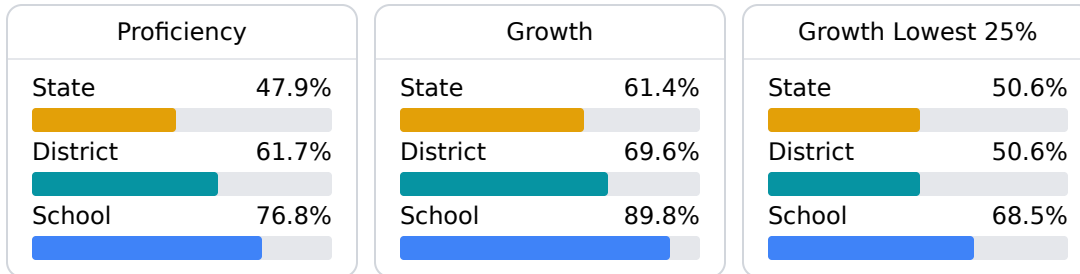 Proficiency
State 47.9%
District 61.7%
School 76.8%
Growth
State 61.4%
District 69.6%
School 89.8%
Growth Lowest 25%
State 50.6%
District 50.6%
School 68.5%